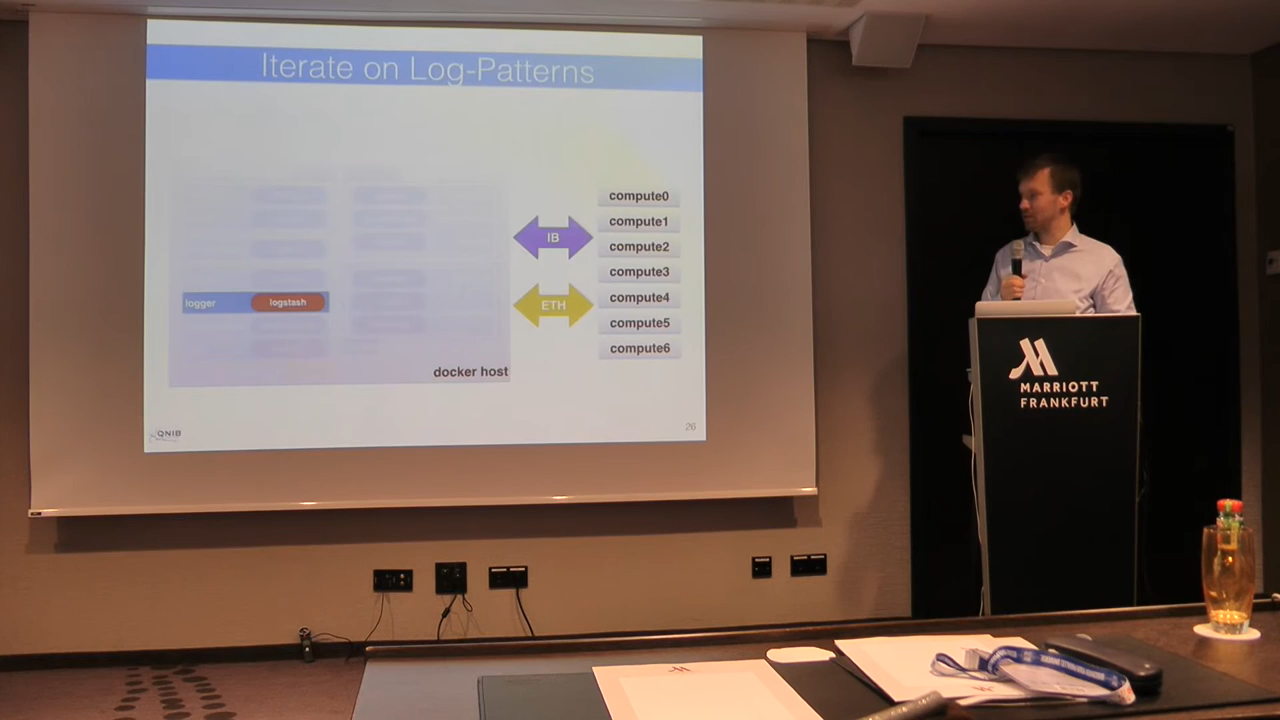 Iterate on Log-Patterns
compute0
compute1
compute2
compute3
compute4
compute5
compute6
IB
ETH
logger
logstash
docker host
QNIB
26
MARRIOTT
FRANKFURT